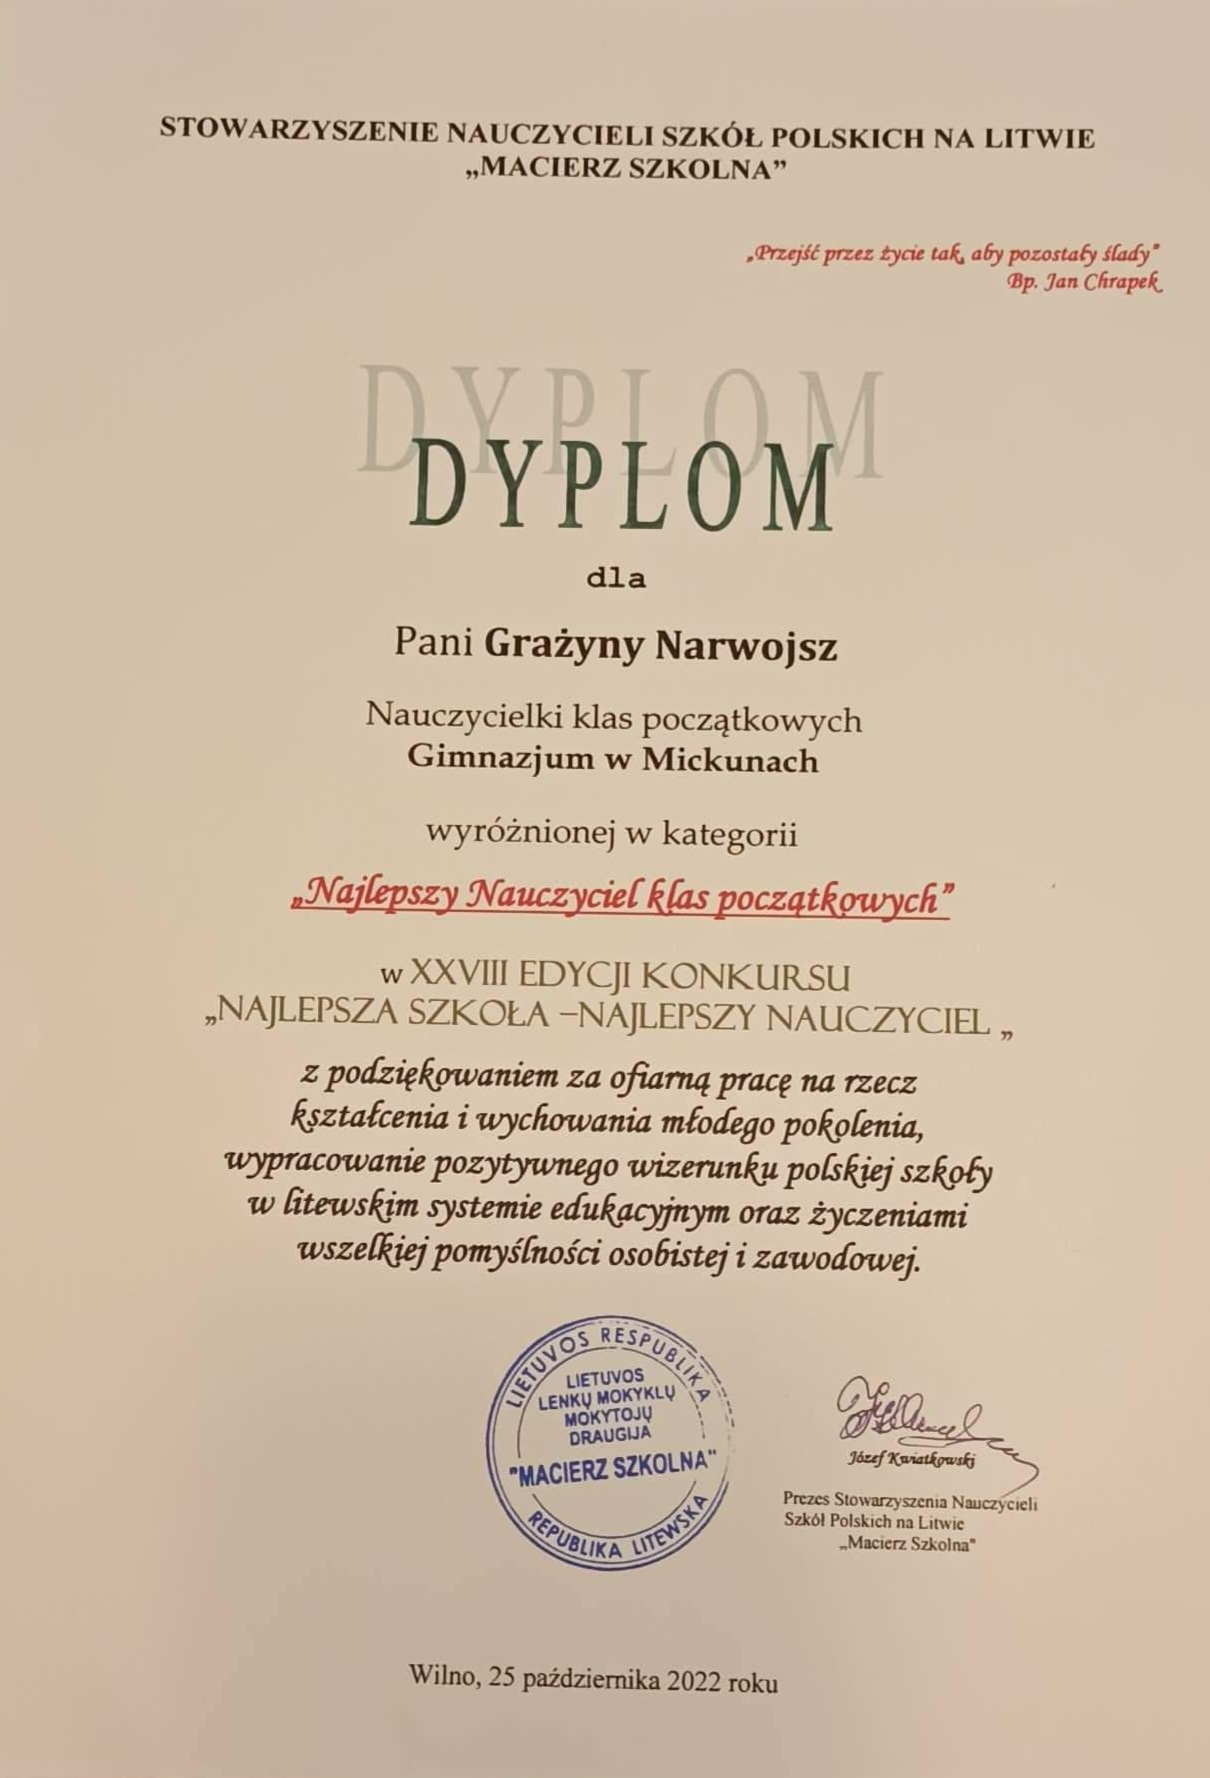 STOWARZYSZENIE NAUCZYCIELI SZKÓŁ POLSKICH NA LITWIE
„MACIERZ SZKOLNA”
„Przejść przez życie tak, aby pozostały ślady”
Bp. Jan Chrapek
DYPLOM
DYPLOM
dla
Pani Grażyny Narwojsz
Nauczycielki klas początkowych
Gimnazjum w Mickunach
wyróżnionej w kategorii
„Najlepszy Nauczyciel klas początkowych”
w XXVIII EDYCJI KONKURSU
„NAJLEPSZA SZKOŁA –NAJLEPSZY NAUCZYCIEL „
z podziękowaniem za ofiarną pracę na rzecz
kształcenia i wychowania młodego pokolenia,
wypracowanie pozytywnego wizerunku polskiej szkoły
w litewskim systemie edukacyjnym oraz życzeniami
wszelkiej pomyślności osobistej i zawodowej.
LIETUVOS RESPUBLIKA
LIETUVOS
LENKŲ MOKYKLŲ
MOKYTOJŲ
DRAUGIJA
"MACIERZ SZKOLNA"
REPUBLIKA LITEWSKA
Józef Kwiatkowski
Prezes Stowarzyszenia Nauczycieli
Szkół Polskich na Litwie
„Macierz Szkolna”
Wilno, 25 października 2022 roku